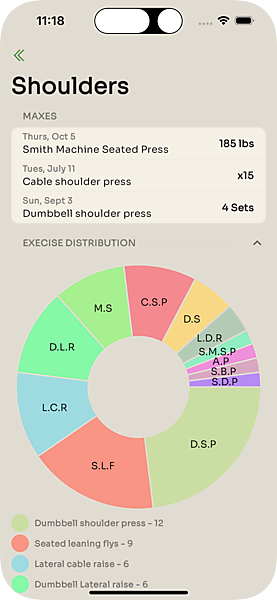 11:18
Shoulders
MAXES
Thurs, Oct 5
Smith Machine Seated Press
185 lbs
Tues, July 11
Cable shoulder press
x15
Sun, Sept 3
Dumbbell shoulder press
4 Sets
EXECISE DISTRIBUTION
C.S.P
M.S
D.S
L.D.R
D.L.R
S.M.S.P
A.P
S.B.P
S.D.P
L.C.R
D.S.P
S.L.F
Dumbbell shoulder press - 12
Seated leaning flys - 9
Lateral cable raise - 6
Dumbbell Lateral raise - 6